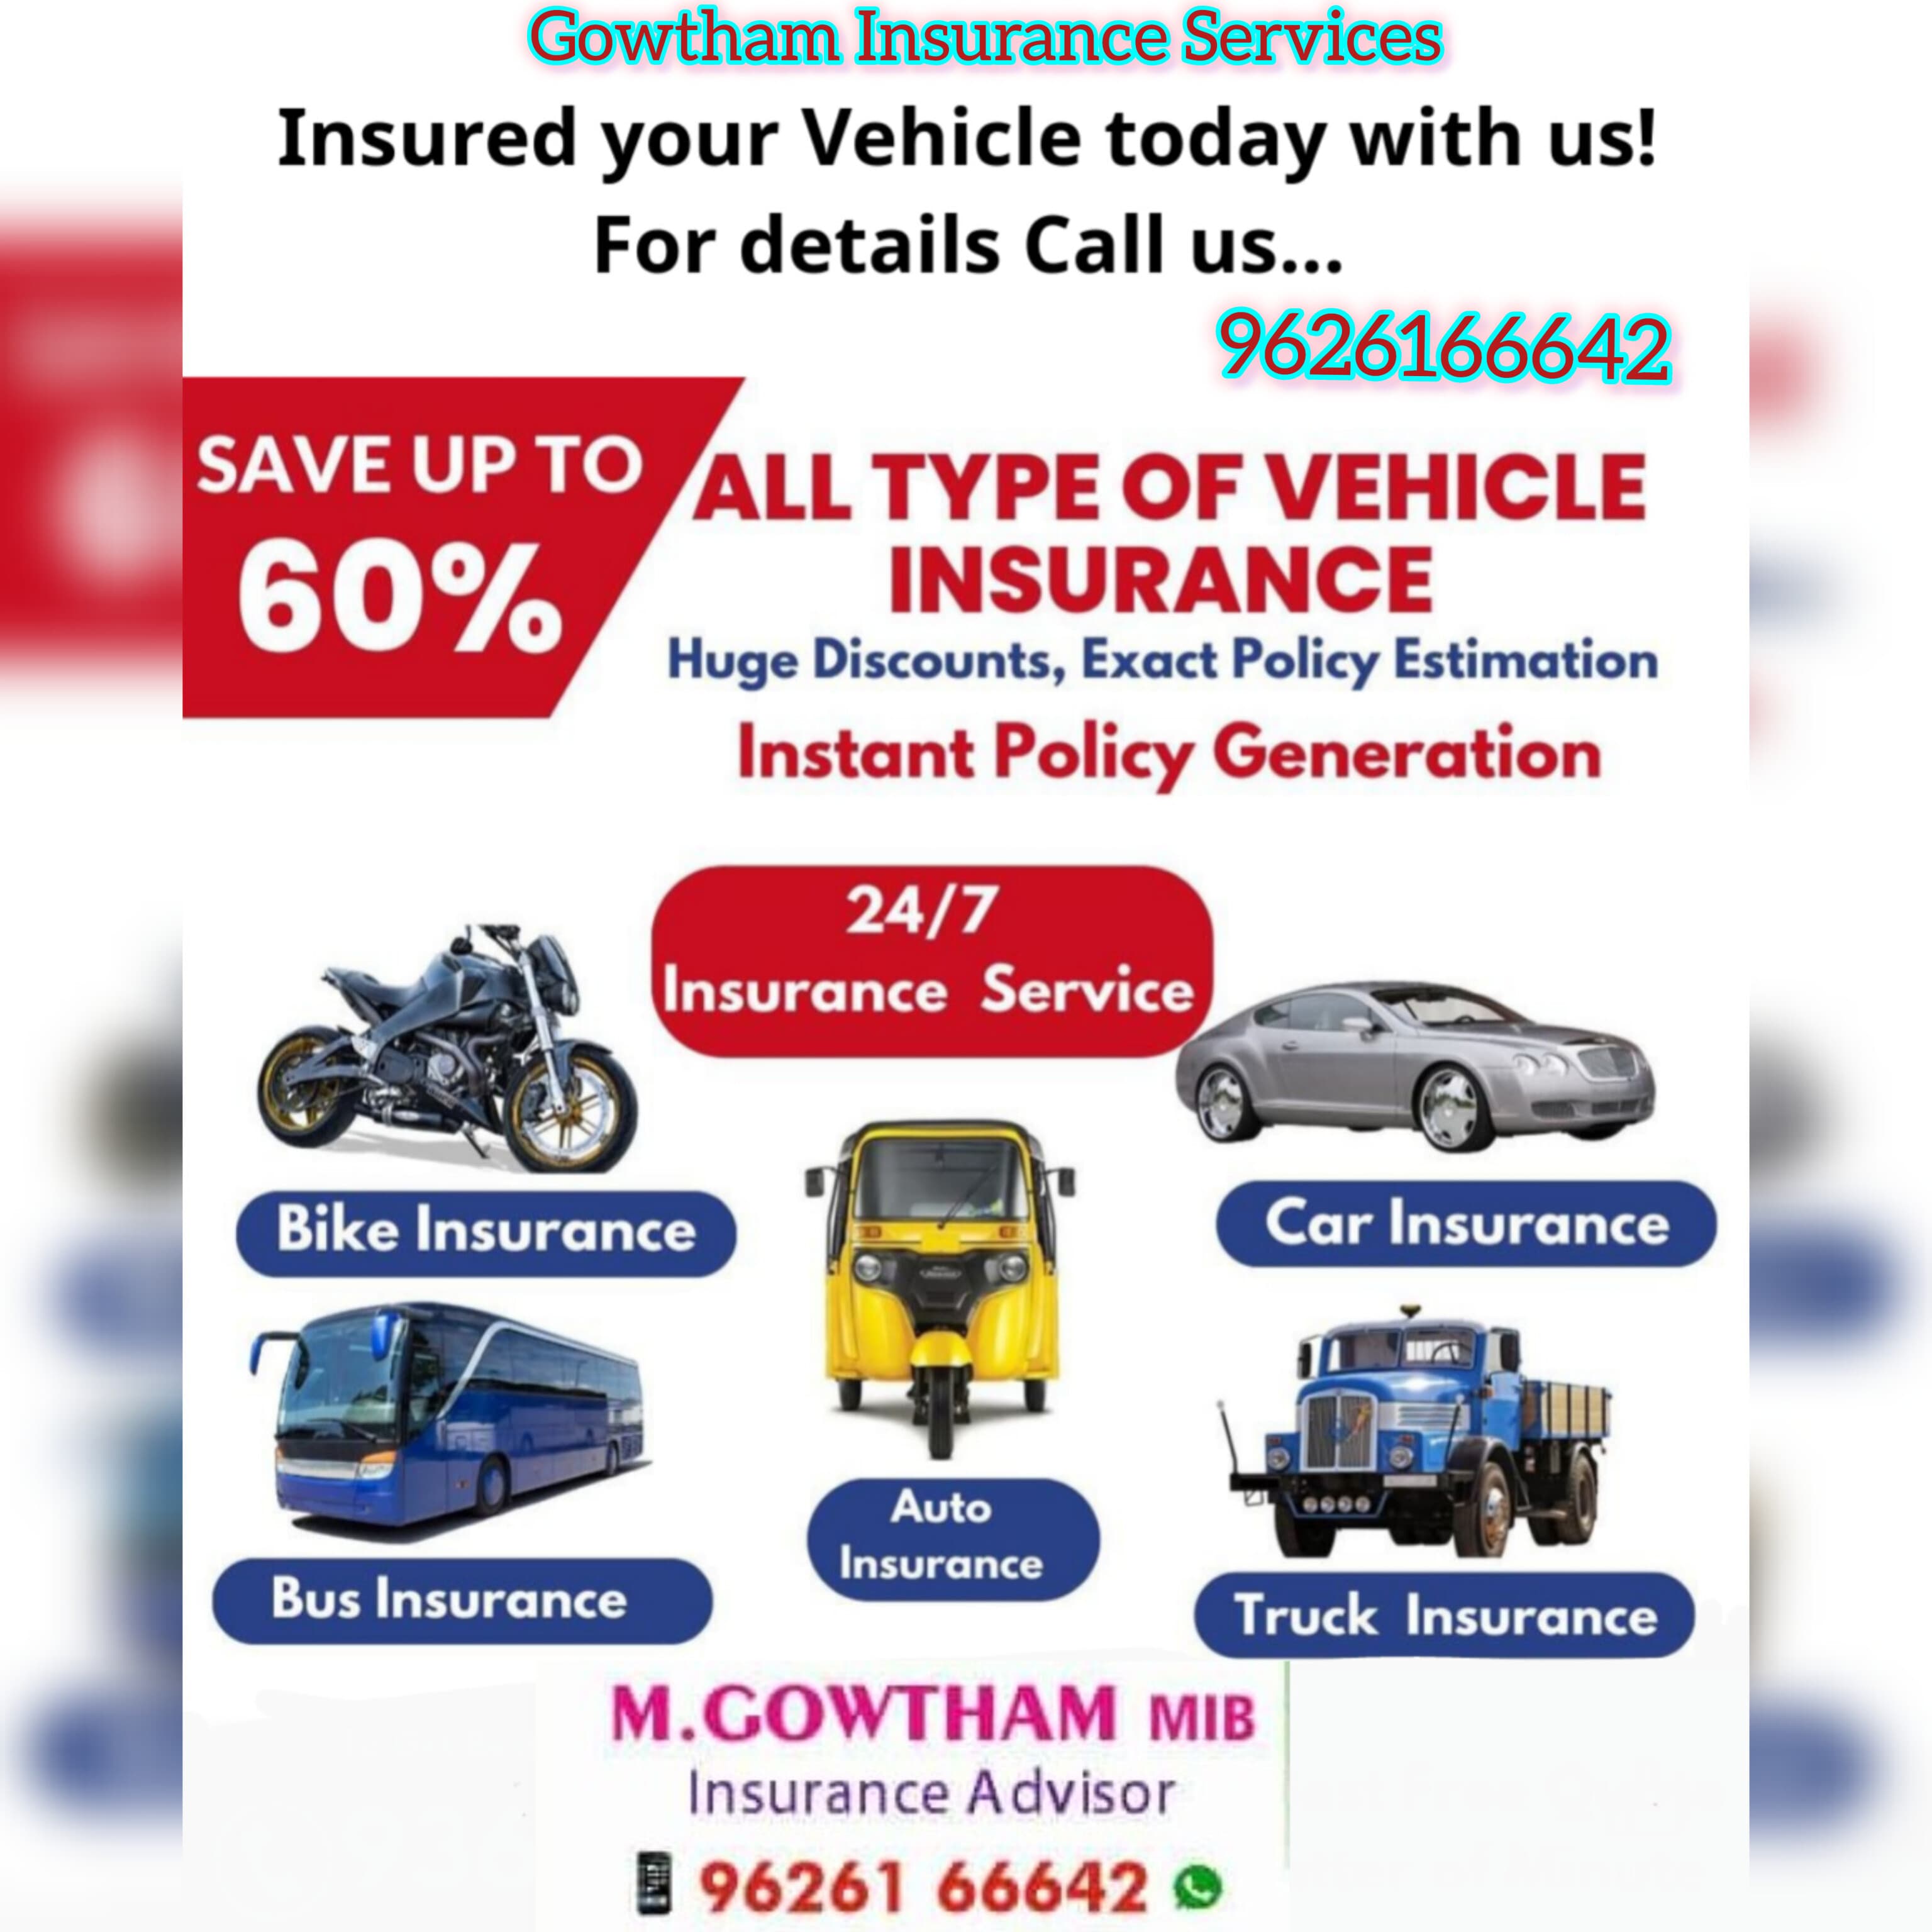 Gowtham Insurance Services
Insured your Vehicle today with us!
For details Call us...
9626166642
SAVE UP TO
60%
ALL TYPE OF VEHICLE
INSURANCE
Huge Discounts, Exact Policy Estimation
Instant Policy Generation
24/7
Insurance Service
Bike Insurance
Car Insurance
Auto
Insurance
Bus Insurance
Truck Insurance
M.GOWTHAM MIB
Insurance Advisor
96261 66642